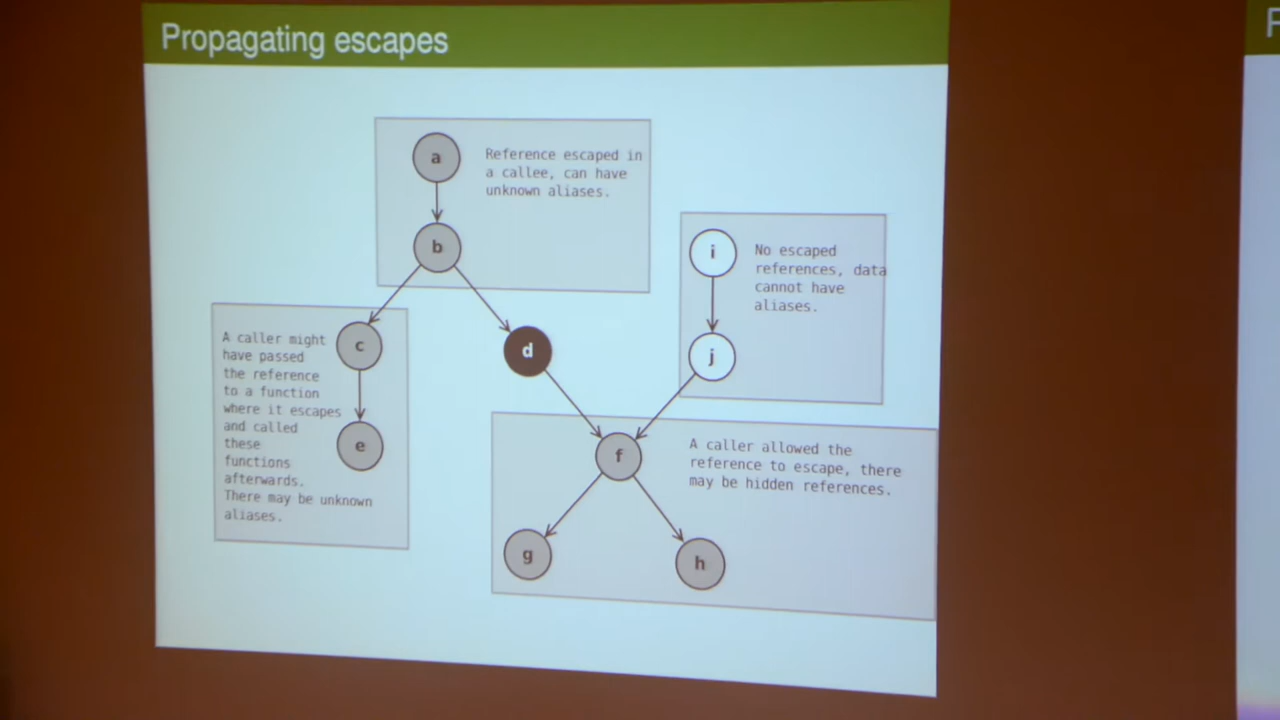 Propagating escapes
a
Reference escaped in
a callee, can have
unknown aliases.
b
i
No escaped
references, data
cannot have
aliases.
j
A caller might
have passed
the reference
to a function
where it escapes
and called
these
functions
afterwards.
There may be unknown
aliases.
c
e
d
f
A caller allowed the
reference to escape, there
may be hidden references.
g
h